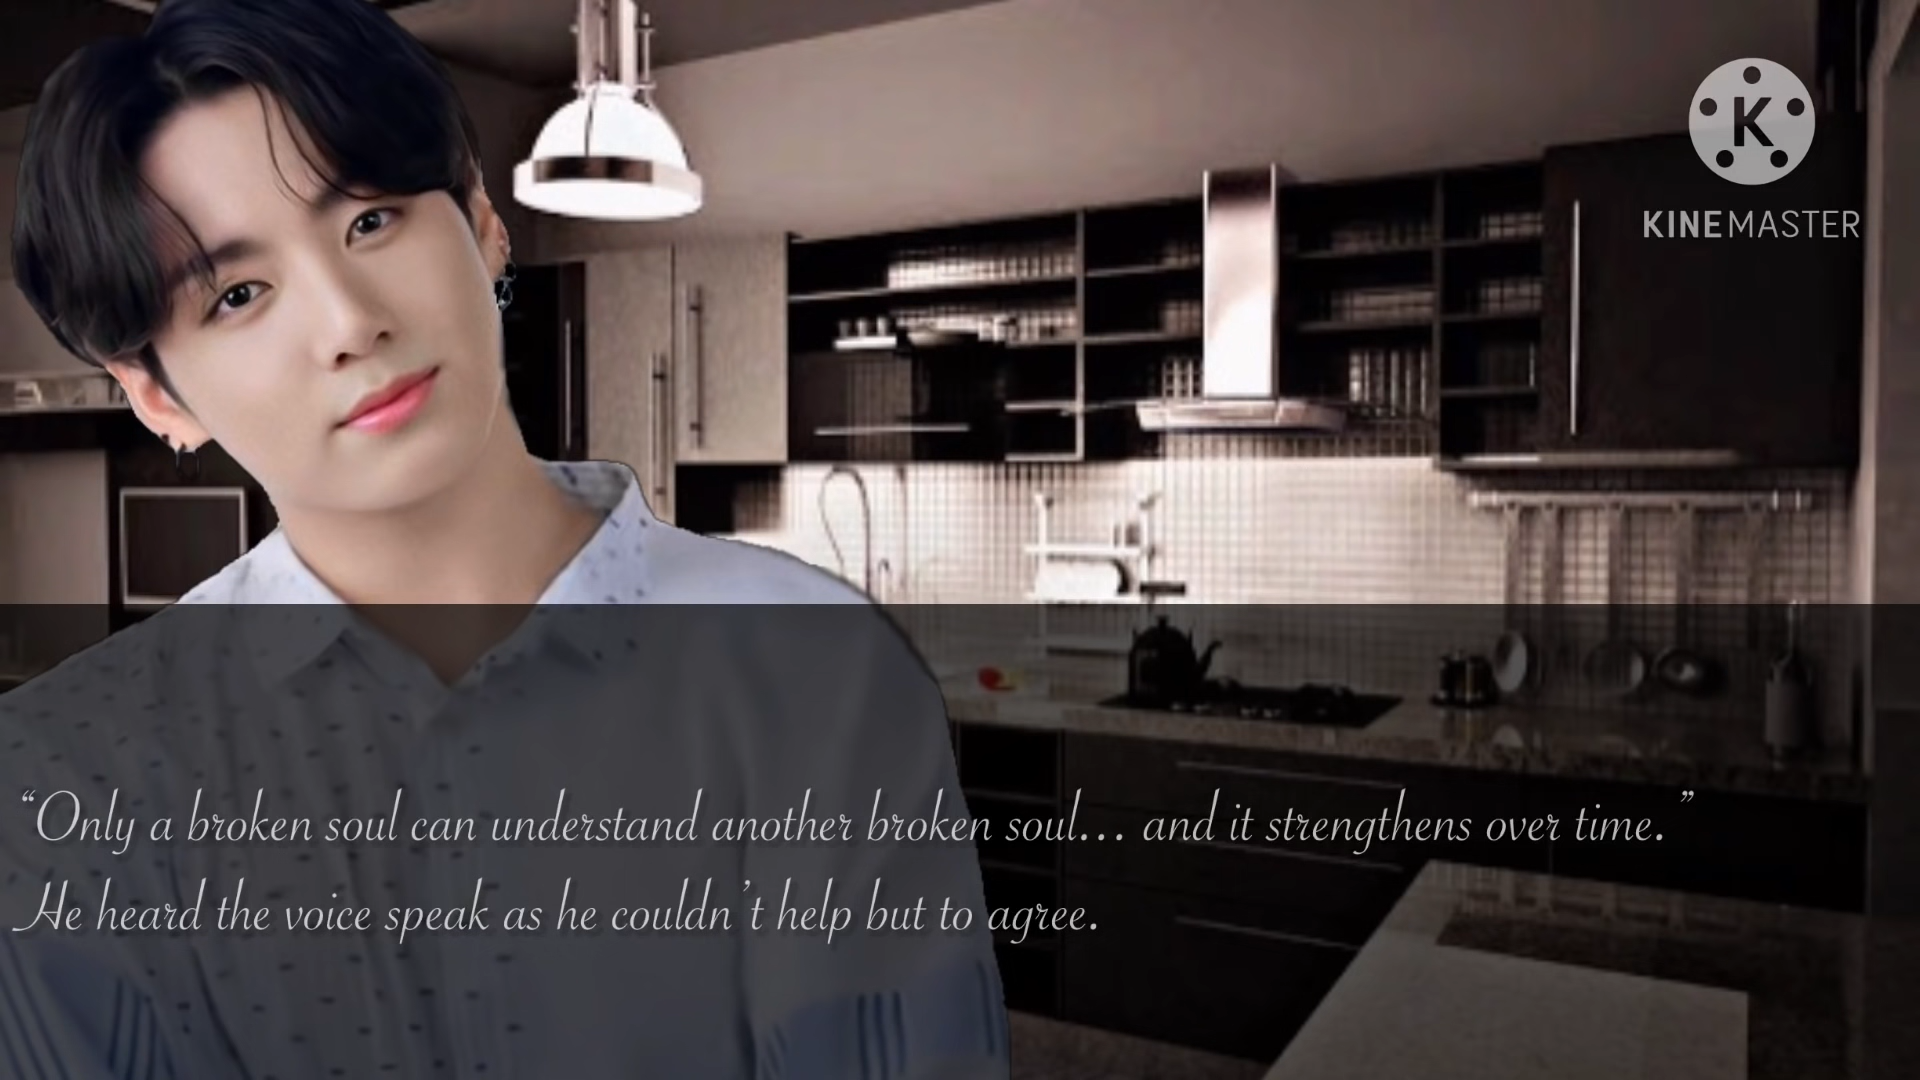 K
KINEMASTER
“Only a broken soul can understand another broken soul... and it strengthens over time.”
He heard the voice speak as he couldn't help but to agree.